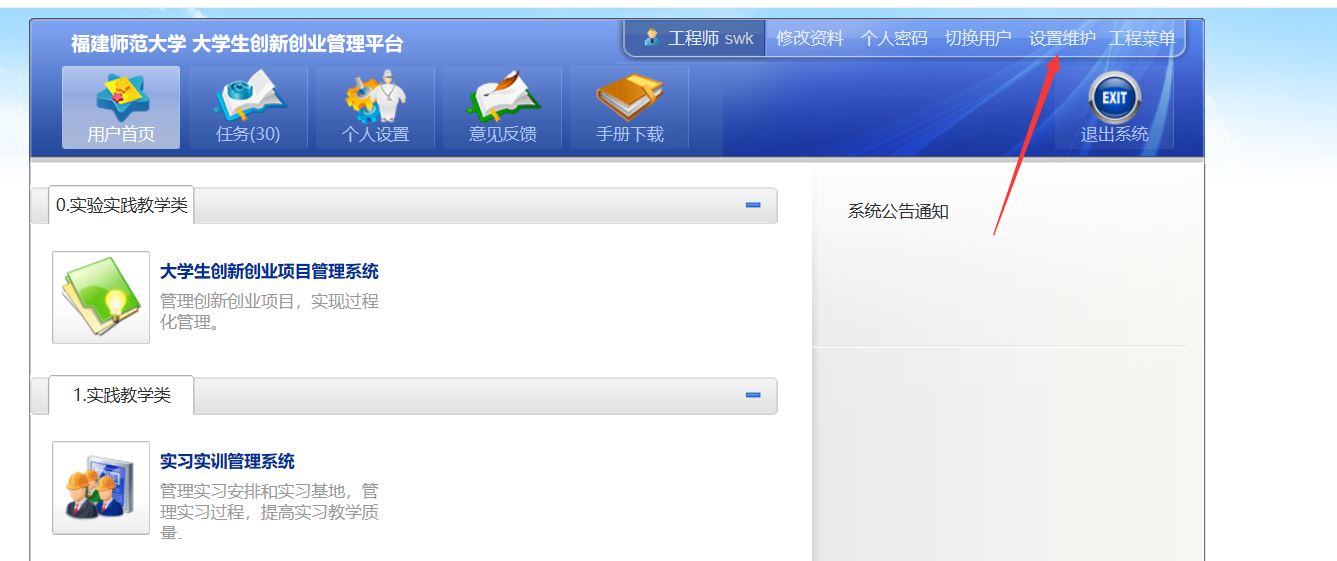 福建师范大学 大学生创新创业管理平台
工程师 swk 修改资料 个人密码 切换用户 设置维护 工程菜单
EXIT
用户首页 任务(30) 个人设置 意见反馈 手册下载 退出系统
0.实验实践教学类
系统公告通知
大学生创新创业项目管理系统
管理创新创业项目，实现过程
化管理。
1.实践教学类
实习实训管理系统
管理实习安排和实习基地，管
理实习过程，提高实习教学质
量。